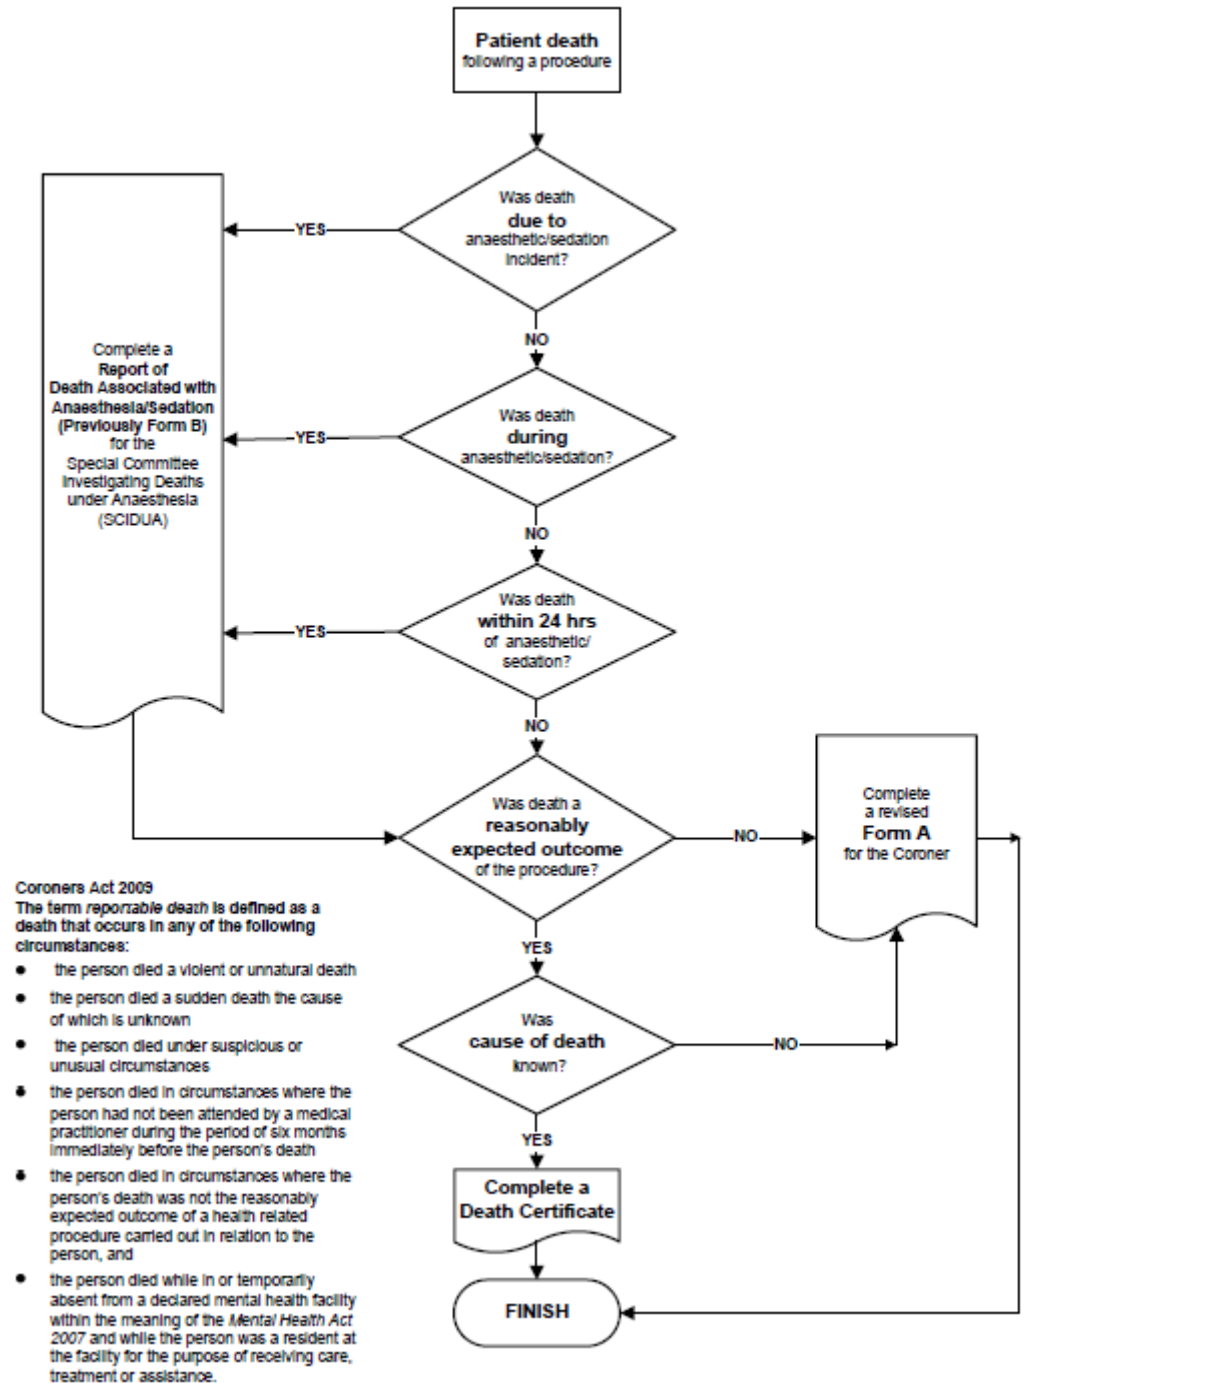 Patient death
following a procedure
Was death
due to
anaesthetic/sedation
incident?
YES
NO
Complete a
Report of
Death Associated with
Anaesthesia/Sedation
(Previously Form B)
for the
Special Committee
Investigating Deaths
under Anaesthesia
(SCIDUA)
Was death
during
anaesthetic/sedation?
YES
NO
Was death
within 24 hrs
of anaesthetic/
sedation?
YES
NO
Was death a
reasonably
expected outcome
of the procedure?
NO
Complete
a revised
Form A
for the Coroner
YES
Was
cause of death
known?
NO
YES
Complete a
Death Certificate
FINISH
Coroners Act 2009
The term reportable death is defined as a
death that occurs in any of the following
circumstances:
● the person died a violent or unnatural death
● the person died a sudden death the cause
of which is unknown
● the person died under suspicious or
unusual circumstances
● the person died in circumstances where the
person had not been attended by a medical
practitioner during the period of six months
immediately before the person's death
● the person died in circumstances where the
person's death was not the reasonably
expected outcome of a health related
procedure carried out in relation to the
person, and
● the person died while in or temporarily
absent from a declared mental health facility
within the meaning of the Mental Health Act
2007 and while the person was a resident at
the facility for the purpose of receiving care,
treatment or assistance.